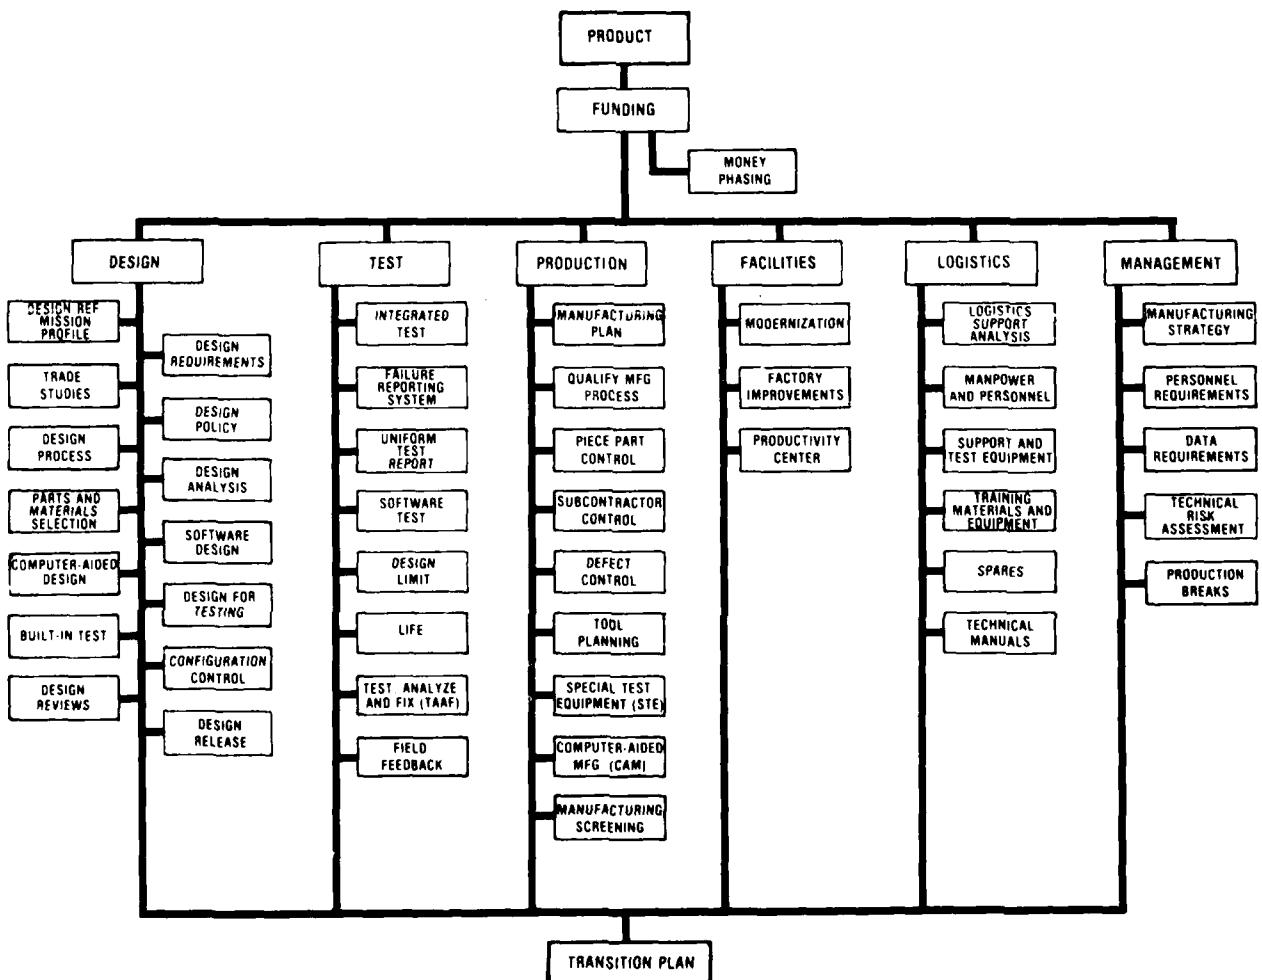 PRODUCT
FUNDING
MONEY
PHASING
DESIGN
TEST
PRODUCTION
FACILITIES
LOGISTICS
MANAGEMENT
DESIGN REF
MISSION
PROFILE
DESIGN
REQUIREMENTS
TRADE
STUDIES
DESIGN
POLICY
DESIGN
PROCESS
DESIGN
ANALYSIS
PARTS AND
MATERIALS
SELECTION
SOFTWARE
DESIGN
COMPUTER-AIDED
DESIGN
DESIGN FOR
TESTING
BUILT-IN TEST
CONFIGURATION
CONTROL
DESIGN
REVIEWS
DESIGN
RELEASE
INTEGRATED
TEST
FAILURE
REPORTING
SYSTEM
UNIFORM
TEST
REPORT
SOFTWARE
TEST
DESIGN
LIMIT
LIFE
TEST, ANALYZE
AND FIX (TAAF)
FIELD
FEEDBACK
MANUFACTURING
PLAN
QUALIFY MFG
PROCESS
PIECE PART
CONTROL
SUBCONTRACTOR
CONTROL
DEFECT
CONTROL
TOOL
PLANNING
SPECIAL TEST
EQUIPMENT (STE)
COMPUTER-AIDED
MFG (CAM)
MANUFACTURING
SCREENING
MODERNIZATION
FACTORY
IMPROVEMENTS
PRODUCTIVITY
CENTER
LOGISTICS
SUPPORT
ANALYSIS
MANPOWER
AND PERSONNEL
SUPPORT AND
TEST EQUIPMENT
TRAINING
MATERIALS AND
EQUIPMENT
SPARES
TECHNICAL
MANUALS
MANUFACTURING
STRATEGY
PERSONNEL
REQUIREMENTS
DATA
REQUIREMENTS
TECHNICAL
RISK
ASSESSMENT
PRODUCTION
BREAKS
TRANSITION PLAN